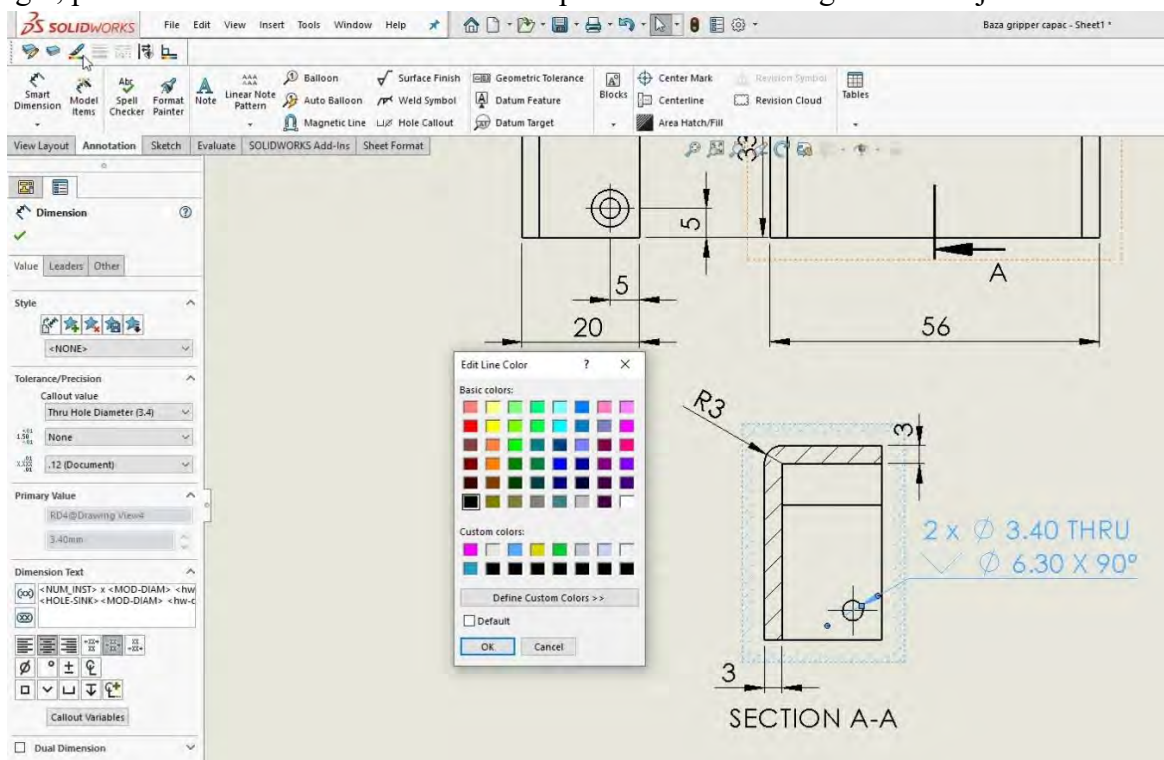 SOLIDWORKS File Edit View Insert Tools Window Help Baza gripper capac - Sheet1 *
Smart Dimension Model Items Spell Checker Format Painter Note Linear Note Pattern Balloon Auto Balloon Magnetic Line Surface Finish Weld Symbol Hole Callout Geometric Tolerance Datum Feature Datum Target Blocks Center Mark Centerline Area Hatch/Fill Revision Symbol Revision Cloud Tables
View Layout Annotation Sketch Evaluate SOLIDWORKS Add-Ins Sheet Format
Dimension
Value Leaders Other
Style
<NONE>
Tolerance/Precision
Callout value
Thru Hole Diameter (3.4)
None
.12 (Document)
Primary Value
RD4@Drawing View4
3.40mm
Dimension Text
<NUM_INST> x <MOD-DIAM> <hw
<HOLE-SINK> <MOD-DIAM> <hw-c
Callout Variables
Dual Dimension
5
5
20
A
56
Edit Line Color ? X
Basic colors:
Custom colors:
Define Custom Colors >>
Default
OK Cancel
R3
3
2 x Ø 3.40 THRU
Ø 6.30 X 90°
3
SECTION A-A